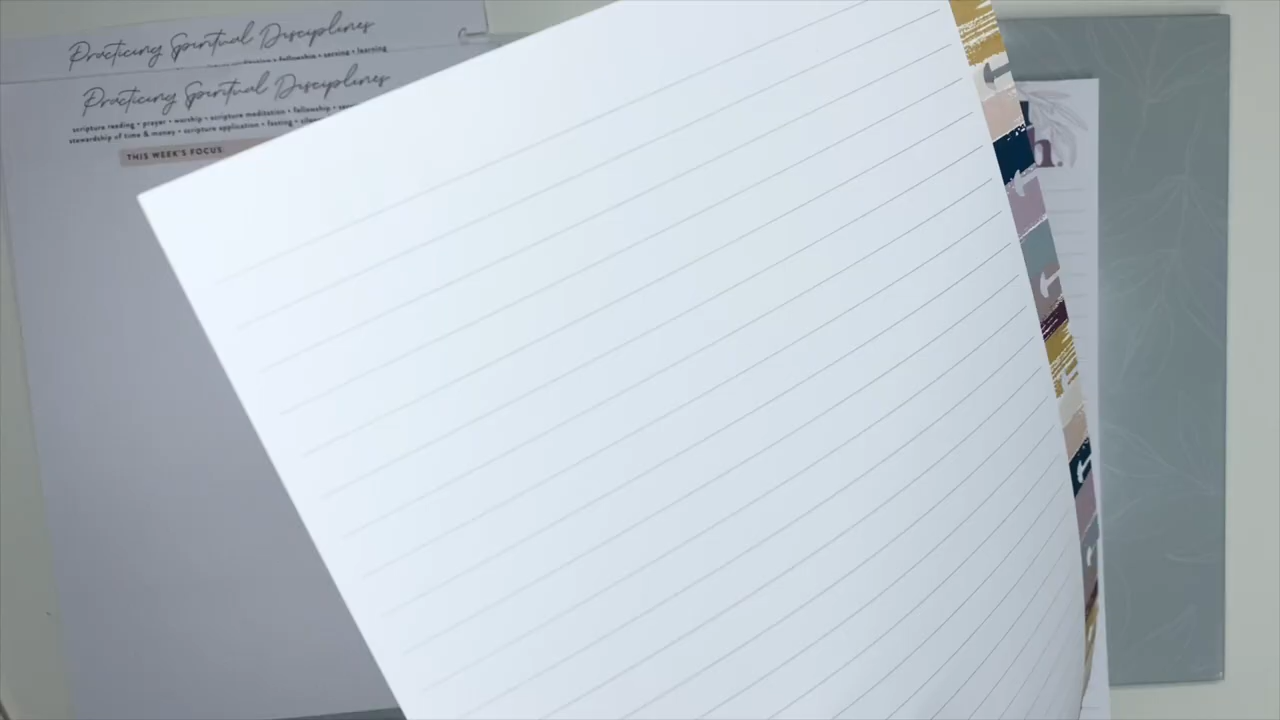 Practicing Spiritual Disciplines
fellowship • serving • learning
Practicing Spiritual Disciplines
scripture reading • prayer • worship • scripture meditation • fellowship •
stewardship of time & money • scripture application • fasting •
THIS WEEK'S FOCUS
h.